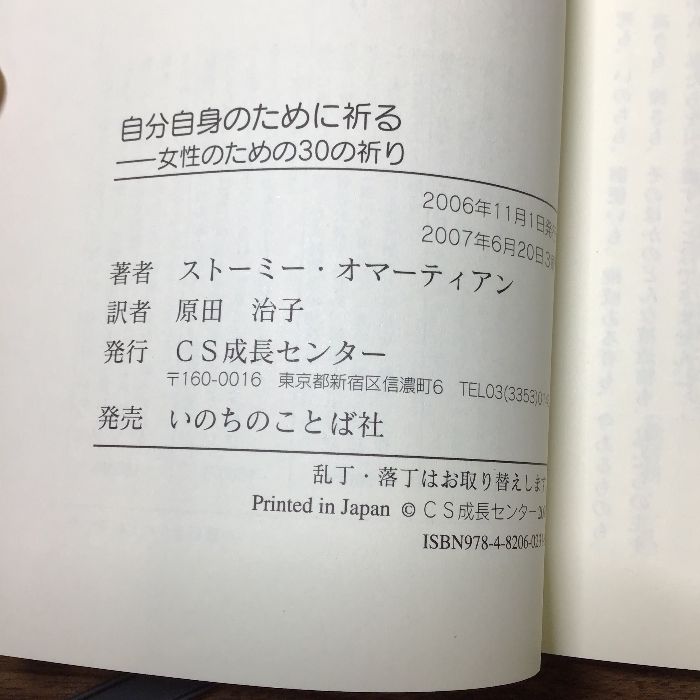 自分自身のために祈る
――女性のための30の祈り
2006年11月1日発行
2007年6月20日3
著者 ストーミー・オマーティアン
訳者 原田 治子
発行 CS成長センター
〒160-0016 東京都新宿区信濃町6 TEL03(3353)
発売 いのちのことば社
乱丁・落丁はお取り替えします
Printed in Japan © CS成長センター
ISBN978-4-8206-02